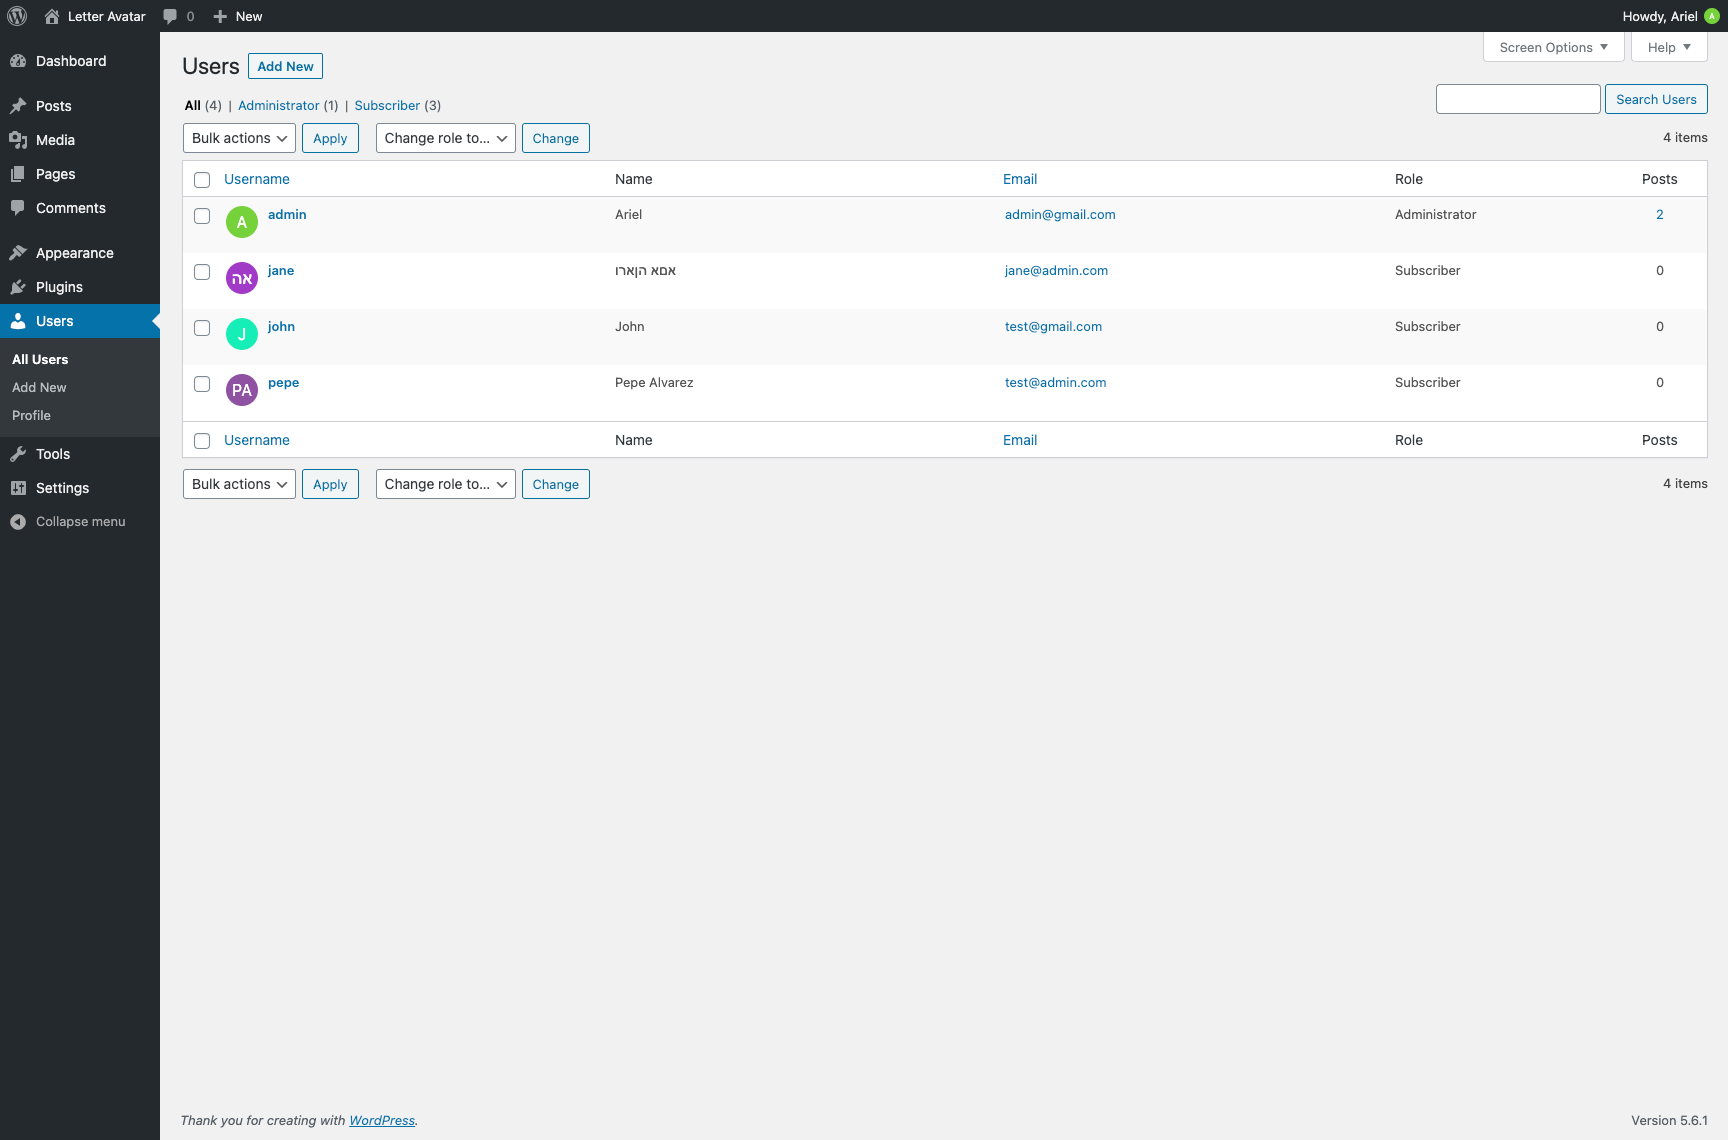 Letter Avatar 0 New Howdy, Ariel A
Screen Options Help
Dashboard
Posts
Media
Pages
Comments
Appearance
Plugins
Users
All Users
Add New
Profile
Tools
Settings
Collapse menu
Users Add New
All (4) | Administrator (1) | Subscriber (3)
Search Users
Bulk actions Apply Change role to... Change 4 items
Username Name Email Role Posts
A admin Ariel admin@gmail.com Administrator 2
אה jane אםא הןארו jane@admin.com Subscriber 0
J john John test@gmail.com Subscriber 0
PA pepe Pepe Alvarez test@admin.com Subscriber 0
Username Name Email Role Posts
Bulk actions Apply Change role to... Change 4 items
Thank you for creating with WordPress. Version 5.6.1